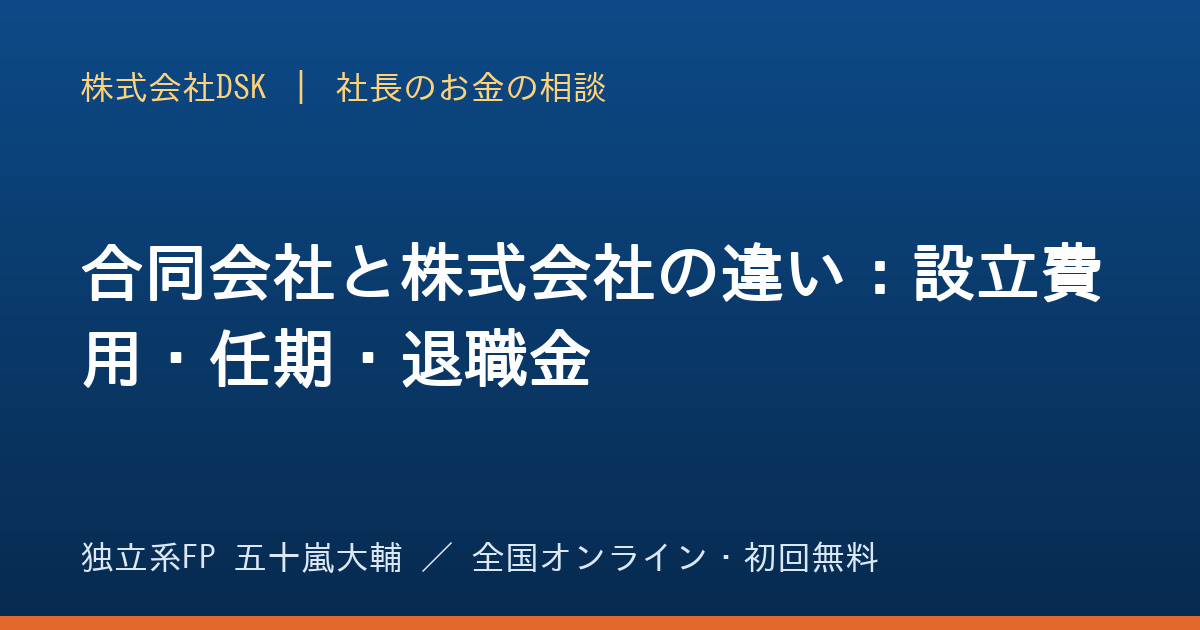 株式会社DSK ｜ 社長のお金の相談
合同会社と株式会社の違い：設立費
用・任期・退職金
独立系FP 五十嵐大輔 ／ 全国オンライン・初回無料